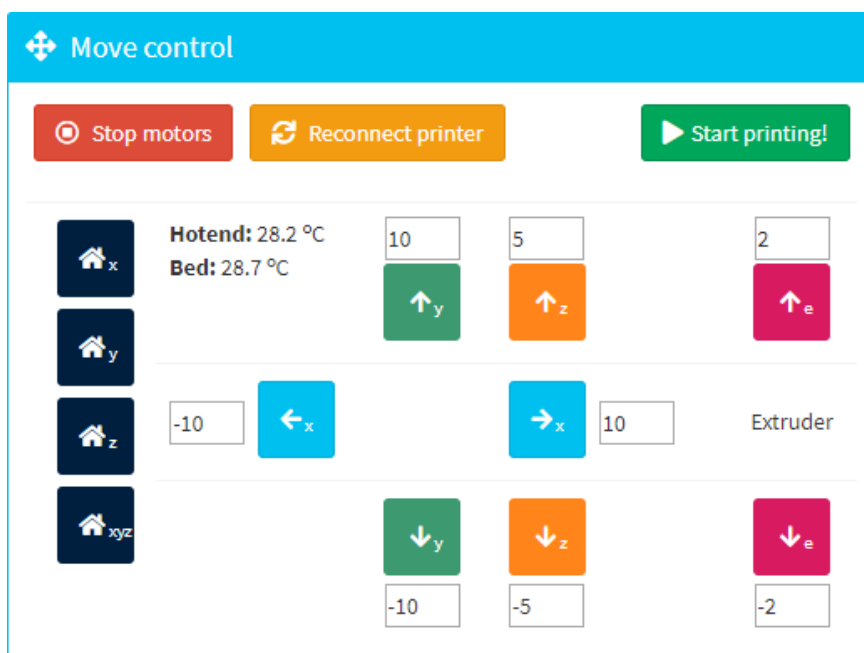 Move control
Stop motors Reconnect printer Start printing!
x Hotend: 28.2 °C 10 5 2
Bed: 28.7 °C
y z e
y
-10 x x 10 Extruder
z
xyz y z e
-10 -5 -2